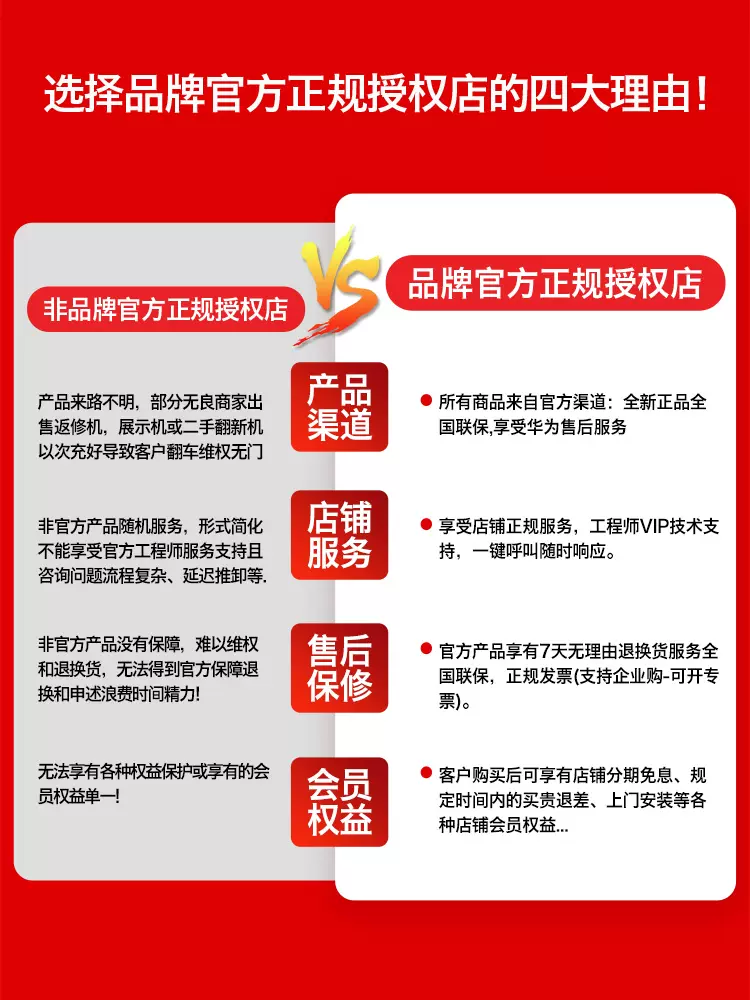 选择品牌官方正规授权店的四大理由！
VS
非品牌官方正规授权店
品牌官方正规授权店
产品来路不明，部分无良商家出
售返修机，展示机或二手翻新机
以次充好导致客户翻车维权无门
产品
渠道
所有商品来自官方渠道：全新正品全
国联保,享受华为售后服务
非官方产品随机服务，形式简化
不能享受官方工程师服务支持且
咨询问题流程复杂、延迟推卸等.
店铺
服务
享受店铺正规服务，工程师VIP技术支
持，一键呼叫随时响应。
非官方产品没有保障，难以维权
和退换货，无法得到官方保障退
换和申述浪费时间精力!
售后
保修
官方产品享有7天无理由退换货服务全
国联保，正规发票(支持企业购-可开专
票)。
无法享有各种权益保护或享有的会
员权益单一!
会员
权益
客户购买后可享有店铺分期免息、规
定时间内的买贵退差、上门安装等各
种店铺会员权益...